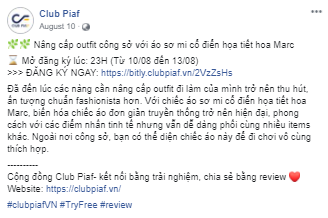 Club Piaf
August 10 ·
🌿🌿 Nâng cấp outfit công sở với áo sơ mi cổ điển họa tiết hoa Marc
⌛ Mở đăng ký lúc: 23H (Từ 10/08 đến 13/08)
>>> ĐĂNG KÝ NGAY: https://bitly.clubpiaf.vn/2VzZsHs
Đã đến lúc các nàng cần nâng cấp outfit đi làm của mình trở nên thu hút, ấn tượng chuẩn fashionista hơn. Với chiếc áo sơ mi cổ điển họa tiết hoa Marc, biến hóa chiếc áo đơn giản truyền thống trở nên hiện đại, phong cách với các điểm nhấn tinh tế nhưng vẫn dễ dàng phối cùng nhiều items khác. Ngoài nơi công sở, bạn có thể diện chiếc áo này để đi chơi vô cùng thích hợp.
----------
Cộng đồng Club Piaf- kết nối bằng trải nghiệm, chia sẻ bằng review ❤️
Website: https://clubpiaf.vn/
#clubpiafVN #TryFree #review